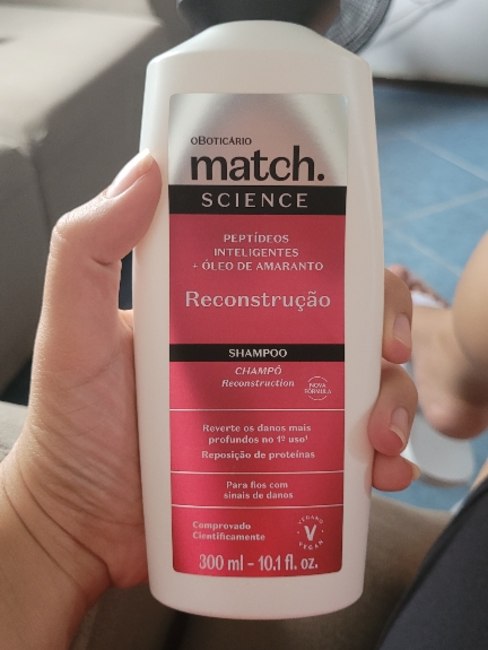 oBoticário
match.
SCIENCE
PEPTÍDEOS
INTELIGENTES
+ ÓLEO DE AMARANTO
Reconstrução
SHAMPOO
CHAMPÔ
Reconstruction
NOVA
FÓRMULA
Reverte os danos mais
profundos no 1º uso¹
Reposição de proteínas
Para fios com
sinais de danos
Comprovado
Cientificamente
VEGANO
V
VEGAN
300 ml - 10.1 fl. oz.